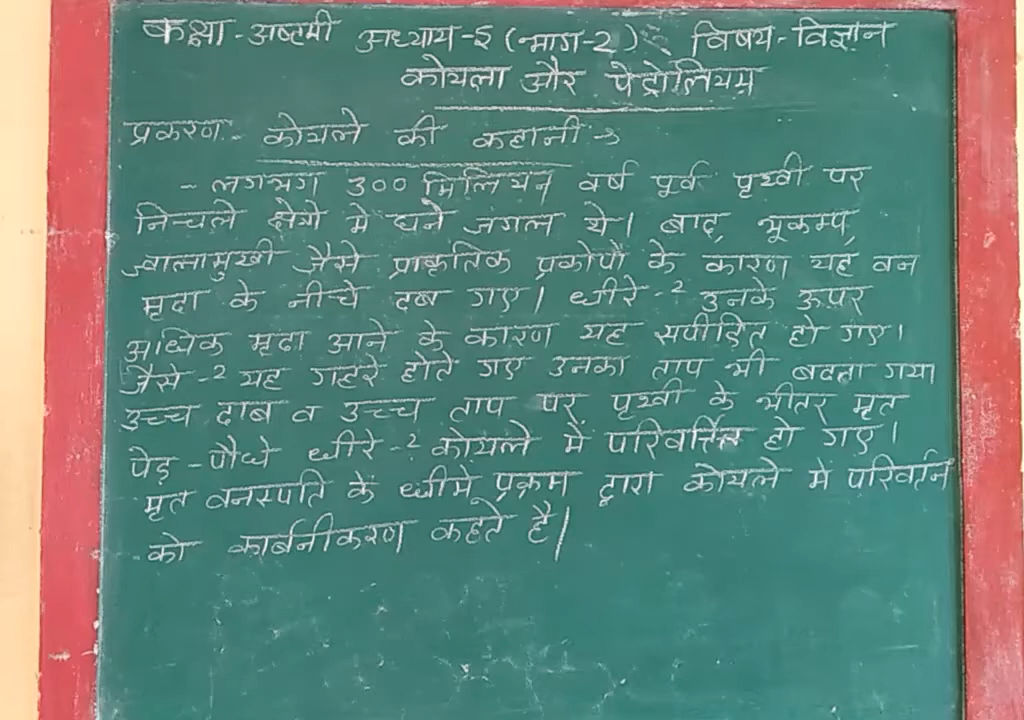 कक्षा-अष्टमी अध्याय-5 (भाग-2) विषय-विज्ञान
कोयला और पेट्रोलियम
प्रकरण- कोयले की कहानी →
- लगभग 300 मिलियन वर्ष पूर्व पृथ्वी पर
निचले क्षेत्रो मे घने जंगल थे। बाढ़, भूकम्प,
ज्वालामुखी जैसे प्राकृतिक प्रकोपो के कारण यह वन
मृदा के नीचे दब गए। धीरे-2 उनके ऊपर
अधिक मृदा आने के कारण यह संपीडित हो गए।
जैसे-2 यह गहरे होते गए उनका ताप भी बढता गया।
उच्च दाब व उच्च ताप पर पृथ्वी के भीतर मृत
पेड़-पौधे धीरे-2 कोयले में परिवर्तित हो गए।
मृत वनस्पति के धीमे प्रक्रम द्वारा कोयले मे परिवर्तन
को कार्बनीकरण कहते है।